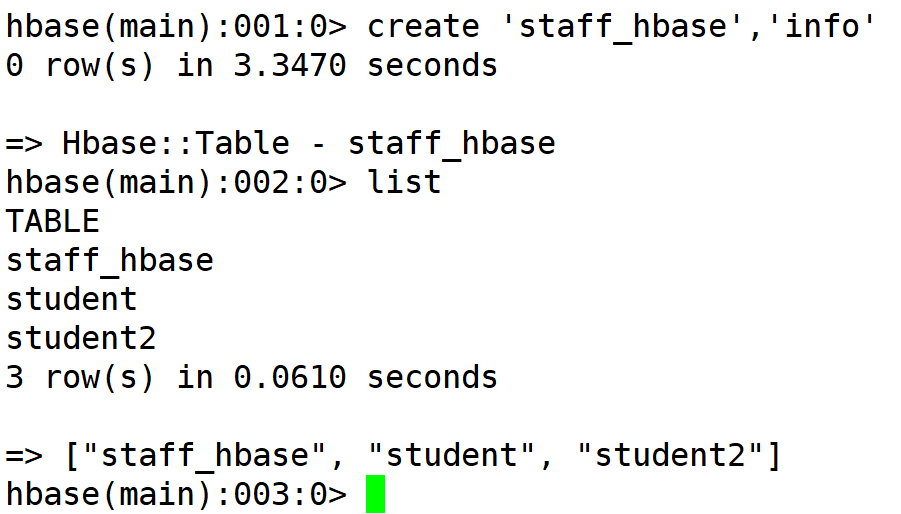 hbase(main):001:0> create 'staff_hbase','info'
0 row(s) in 3.3470 seconds
=> Hbase::Table - staff_hbase
hbase(main):002:0> list
TABLE
staff_hbase
student
student2
3 row(s) in 0.0610 seconds
=> ["staff_hbase", "student", "student2"]
hbase(main):003:0>